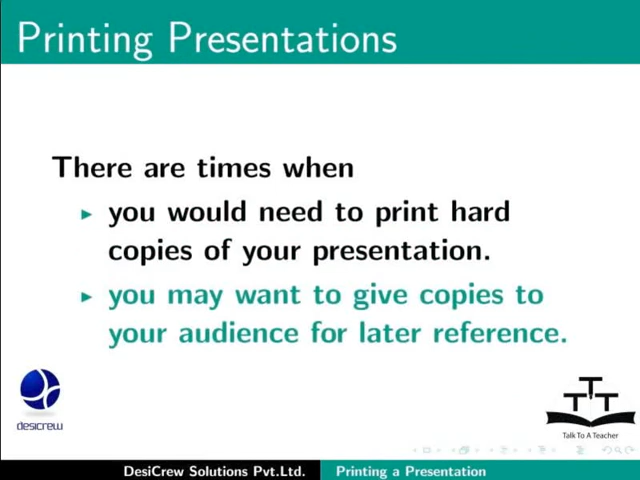 Printing Presentations
There are times when
you would need to print hard
copies of your presentation.
you may want to give copies to
your audience for later reference.
desicrew
TTT
Talk To A Teacher
DesiCrew Solutions Pvt.Ltd.
Printing a Presentation